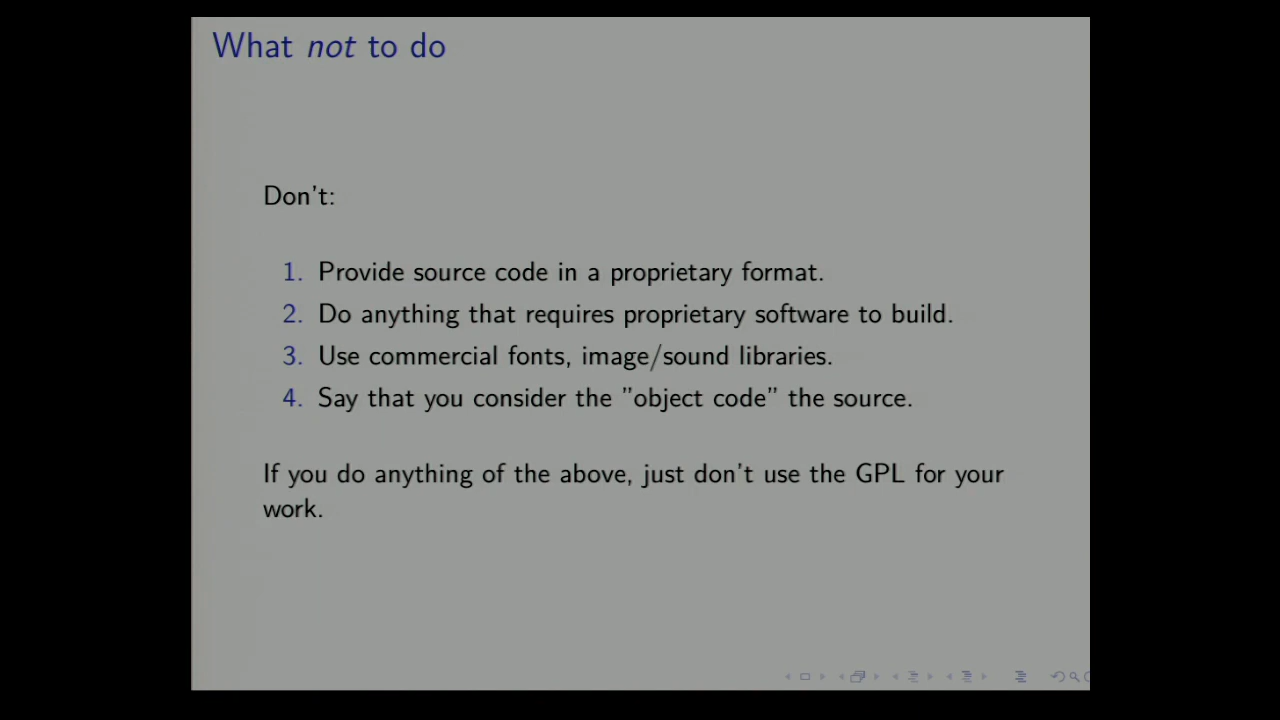 What not to do
Don't:
1. Provide source code in a proprietary format.
2. Do anything that requires proprietary software to build.
3. Use commercial fonts, image/sound libraries.
4. Say that you consider the ”object code” the source.
If you do anything of the above, just don't use the GPL for your
work.